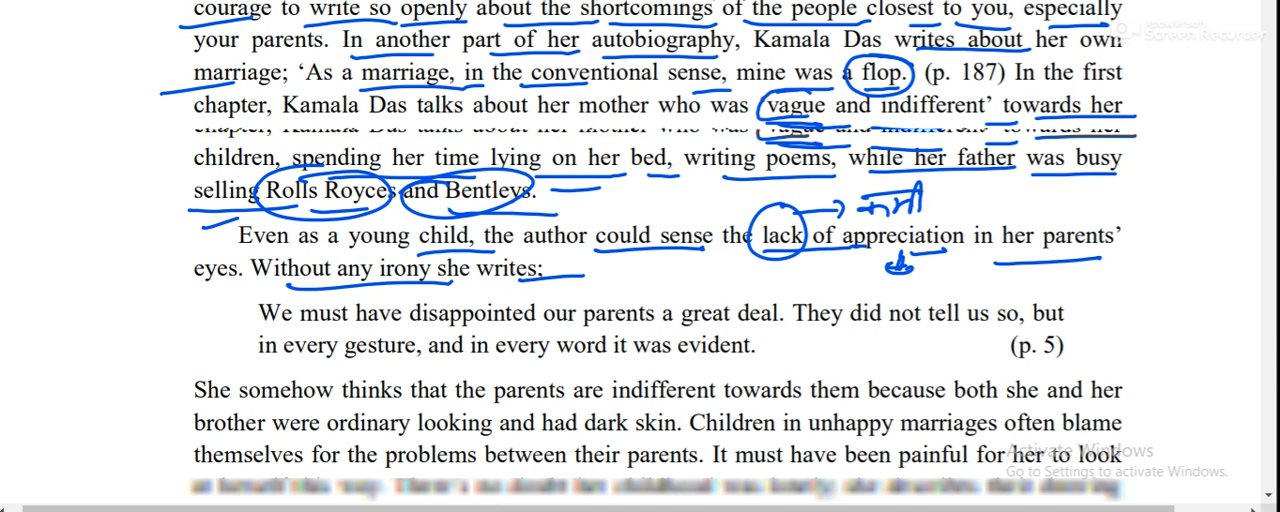 courage to write so openly about the shortcomings of the people closest to you, especially
your parents. In another part of her autobiography, Kamala Das writes about her own
marriage; ‘As a marriage, in the conventional sense, mine was a flop.’ (p. 187) In the first
chapter, Kamala Das talks about her mother who was ‘vague and indifferent’ towards her
children, spending her time lying on her bed, writing poems, while her father was busy
selling Rolls Royces and Bentleys.
Even as a young child, the author could sense the lack of appreciation in her parents’
eyes. Without any irony she writes;
We must have disappointed our parents a great deal. They did not tell us so, but
in every gesture, and in every word it was evident. (p. 5)
She somehow thinks that the parents are indifferent towards them because both she and her
brother were ordinary looking and had dark skin. Children in unhappy marriages often blame
themselves for the problems between their parents. It must have been painful for her to look
Activate Windows
Go to Settings to activate Windows.
Screen Recorder